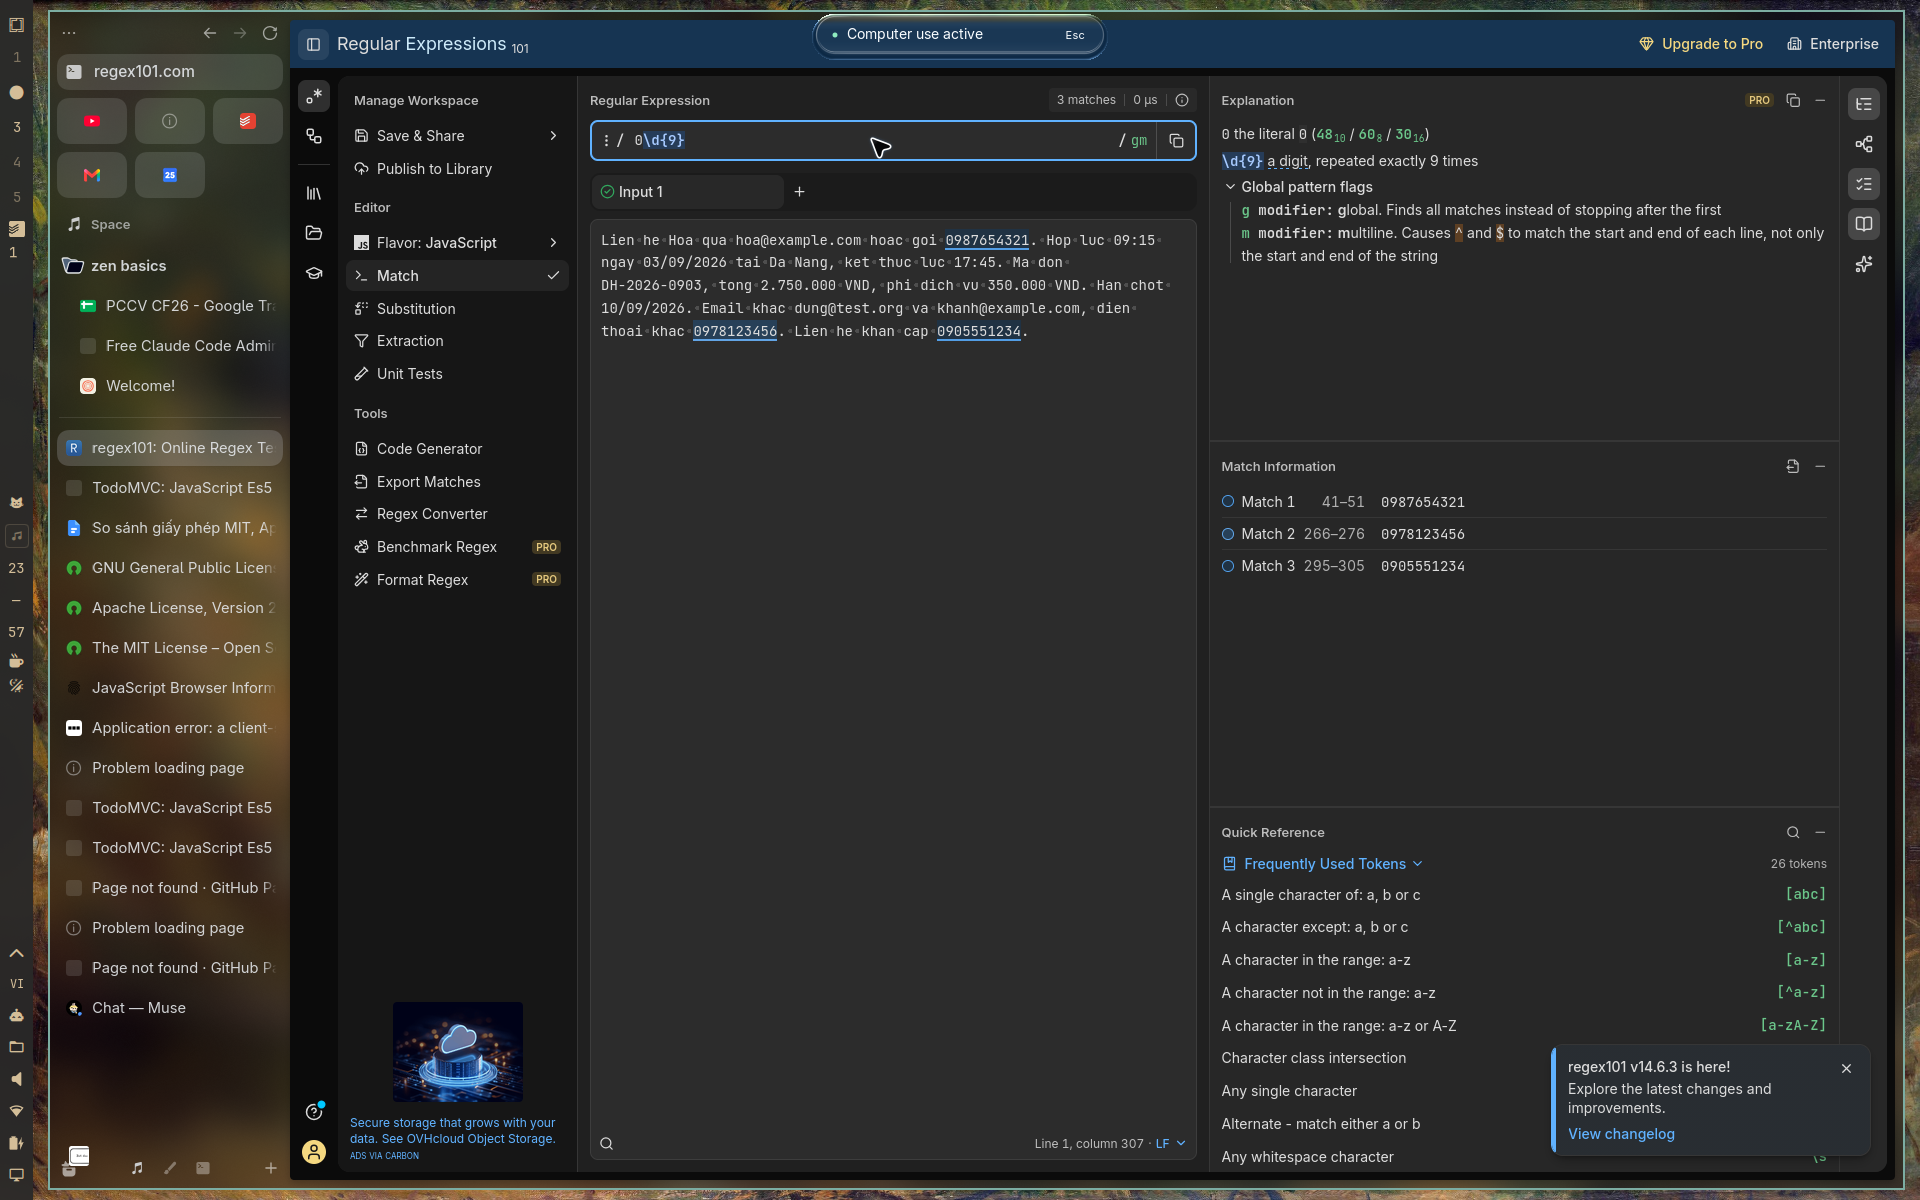 Computer use active Esc
regex101.com
Space
zen basics
PCCV CF26 - Google Tr
Free Claude Code Admi
Welcome!
regex101: Online Regex Te
TodoMVC: JavaScript Es5
So sánh giấy phép MIT, Ap
GNU General Public Licen
Apache License, Version 2
The MIT License – Open S
JavaScript Browser Inform
Application error: a client-
Problem loading page
TodoMVC: JavaScript Es5
TodoMVC: JavaScript Es5
Page not found · GitHub P
Problem loading page
Page not found · GitHub P
Chat — Muse
1
3
4
5
1
23
57
VI
25
Regular Expressions 101
Upgrade to Pro
Enterprise
Manage Workspace
Save & Share
Publish to Library
Editor
Flavor: JavaScript
Match
Substitution
Extraction
Unit Tests
Tools
Code Generator
Export Matches
Regex Converter
Benchmark Regex PRO
Format Regex PRO
Secure storage that grows with your
data. See OVHcloud Object Storage.
ADS VIA CARBON
Regular Expression
3 matches 0 µs
/ 0\d{9} / gm
Input 1
Lien he Hoa qua hoa@example.com hoac goi 0987654321. Hop luc 09:15
ngay 03/09/2026 tai Da Nang, ket thuc luc 17:45. Ma don
DH-2026-0903, tong 2.750.000 VND, phi dich vu 350.000 VND. Han chot
10/09/2026. Email khac dung@test.org va khanh@example.com, dien
thoai khac 0978123456. Lien he khan cap 0905551234.
Line 1, column 307 · LF
Explanation PRO
0 the literal 0 (48₁₀ / 60₈ / 30₁₆)
\d{9} a digit, repeated exactly 9 times
Global pattern flags
g modifier: global. Finds all matches instead of stopping after the first
m modifier: multiline. Causes ^ and $ to match the start and end of each line, not only
the start and end of the string
Match Information
Match 1 41–51 0987654321
Match 2 266–276 0978123456
Match 3 295–305 0905551234
Quick Reference
Frequently Used Tokens 26 tokens
A single character of: a, b or c [abc]
A character except: a, b or c [^abc]
A character in the range: a-z [a-z]
A character not in the range: a-z [^a-z]
A character in the range: a-z or A-Z [a-zA-Z]
Character class intersection
Any single character
Alternate - match either a or b
Any whitespace character \s
regex101 v14.6.3 is here!
Explore the latest changes and
improvements.
View changelog